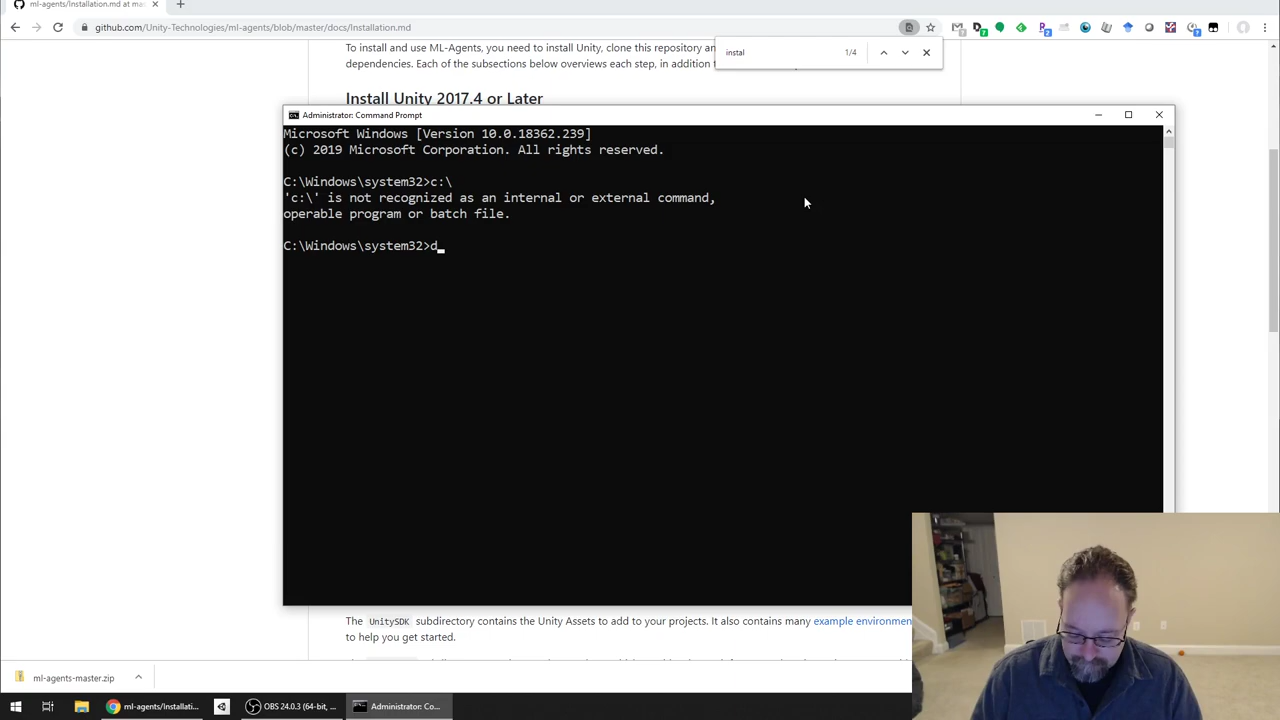 ml-agents/Installation.md at ma
github.com/Unity-Technologies/ml-agents/blob/master/docs/Installation.md
instal
1/4
To install and use ML-Agents, you need to install Unity, clone this repository an
dependencies. Each of the subsections below overviews each step, in addition t
Install Unity 2017.4 or Later
Administrator: Command Prompt
Microsoft Windows [Version 10.0.18362.239]
(c) 2019 Microsoft Corporation. All rights reserved.
C:\Windows\system32>c:\
'c:\' is not recognized as an internal or external command,
operable program or batch file.
C:\Windows\system32>d_
The UnitySDK subdirectory contains the Unity Assets to add to your projects. It also contains many example environmen
to help you get started.
ml-agents-master.zip
ml-agents/Installati...
OBS 24.0.3 (64-bit, ...
Administrator: Co...